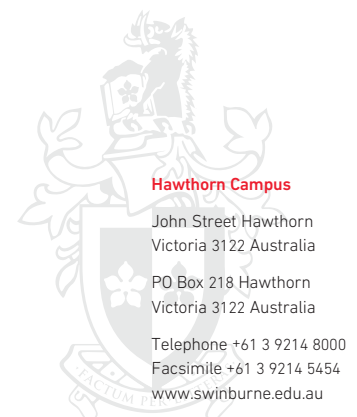 Hawthorn Campus
John Street Hawthorn
Victoria 3122 Australia
PO Box 218 Hawthorn
Victoria 3122 Australia
Telephone +61 3 9214 8000
Facsimile +61 3 9214 5454
www.swinburne.edu.au
FACTUM PER